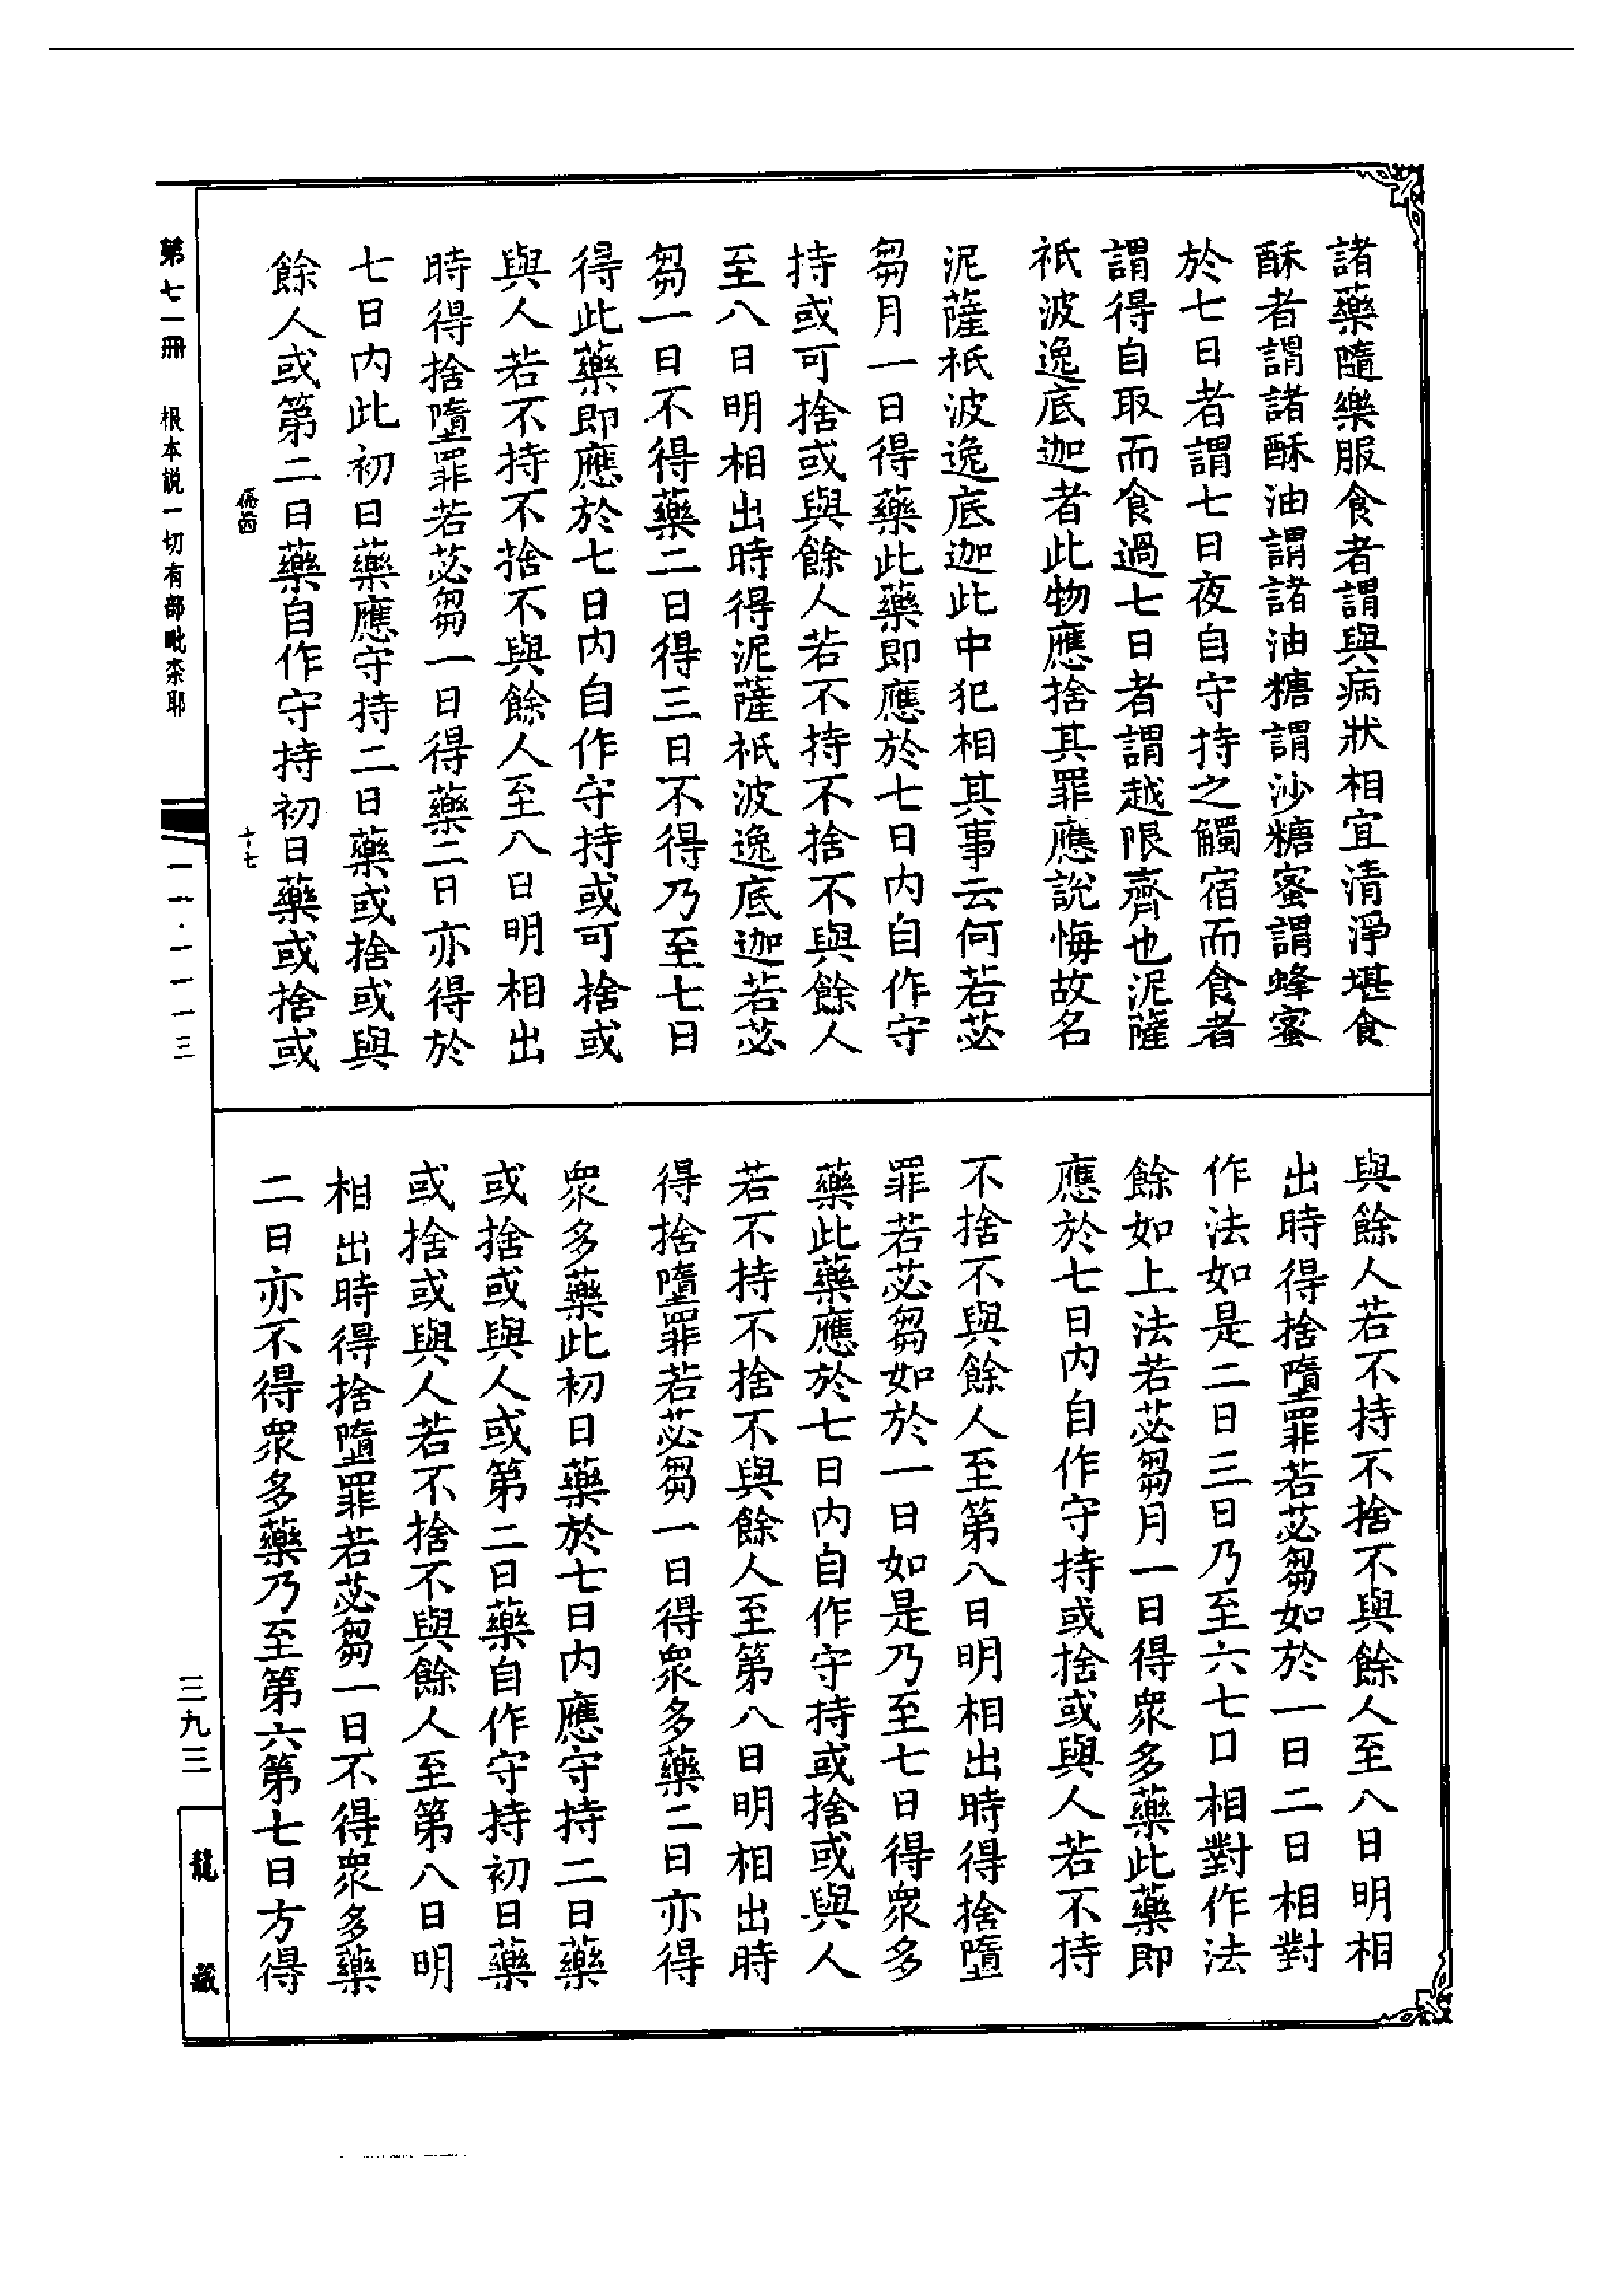 諸藥隨樂服食者謂與病狀相宜清淨堪食
酥者謂諸酥油謂諸油糖謂沙糖蜜謂蜂蜜
於七日者謂七日夜自守持之觸宿而食者
謂得自取而食過七日者謂越限齊也泥薩
祇波逸底迦者此物應捨其罪應說悔故名
泥薩祇波逸底迦此中犯相其事云何若苾
芻月一日得藥此藥即應於七日內自作守
持或可捨或與餘人若不持不捨不與餘人
至八日明相出時得泥薩祇波逸底迦若苾
芻一日不得藥二日得三日不得乃至七日
得此藥即應於七日內自作守持或可捨或
與人若不持不捨不與餘人至八日明相出
時得捨墮罪若苾芻一日得藥二日亦得於
七日內此初日藥應守持二日藥或捨或與
餘人或第二日藥自作守持初日藥或捨或
十七
與餘人若不持不捨不與餘人至八日明相
出時得捨墮罪若苾芻如於一日二日相對
作法如是二日三日乃至六七口相對作法
餘如上法若苾芻月一日得眾多藥此藥即
應於七日內自作守持或捨或與人若不持
不捨不與餘人至第八日明相出時得捨墮
罪若苾芻如於一日如是乃至七日得眾多
藥此藥應於七日內自作守持或捨或與人
若不持不捨不與餘人至第八日明相出時
得捨墮罪若苾芻一日得眾多藥二日亦得
眾多藥此初日藥於七日內應守持二日藥
或捨或與人或第二日藥自作守持初日藥
或捨或與人若不捨不與餘人至第八日明
相出時得捨墮罪若苾芻一日不得眾多藥
二日亦不得眾多藥乃至第六第七日方得
第七一冊 根本說一切有部毗柰耶
一一·一一一三
三九三
龍藏